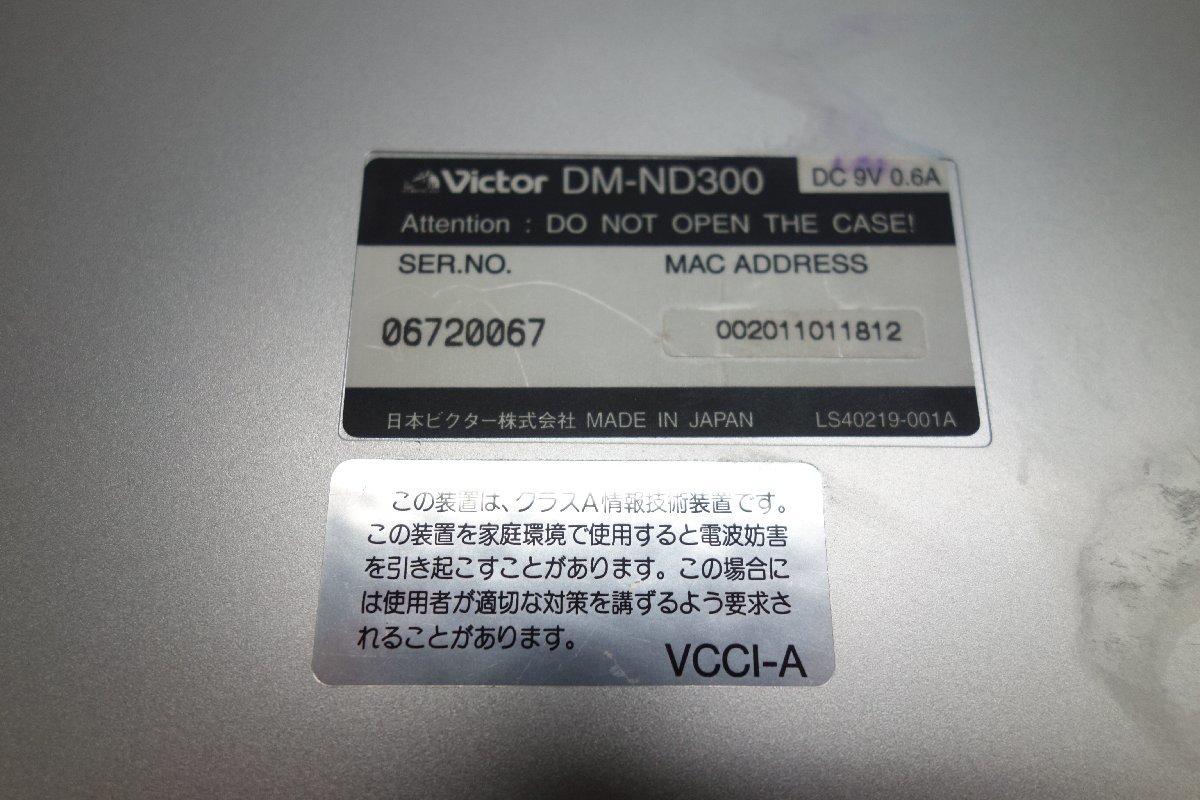 Victor DM-ND300 DC 9V 0.6A
Attention : DO NOT OPEN THE CASE!
SER.NO. MAC ADDRESS
06720067 002011011812
日本ビクター株式会社 MADE IN JAPAN LS40219-001A
この装置は、クラスA情報技術装置です。
この装置を家庭環境で使用すると電波妨害
を引き起こすことがあります。この場合に
は使用者が適切な対策を講ずるよう要求さ
れることがあります。
VCCI-A